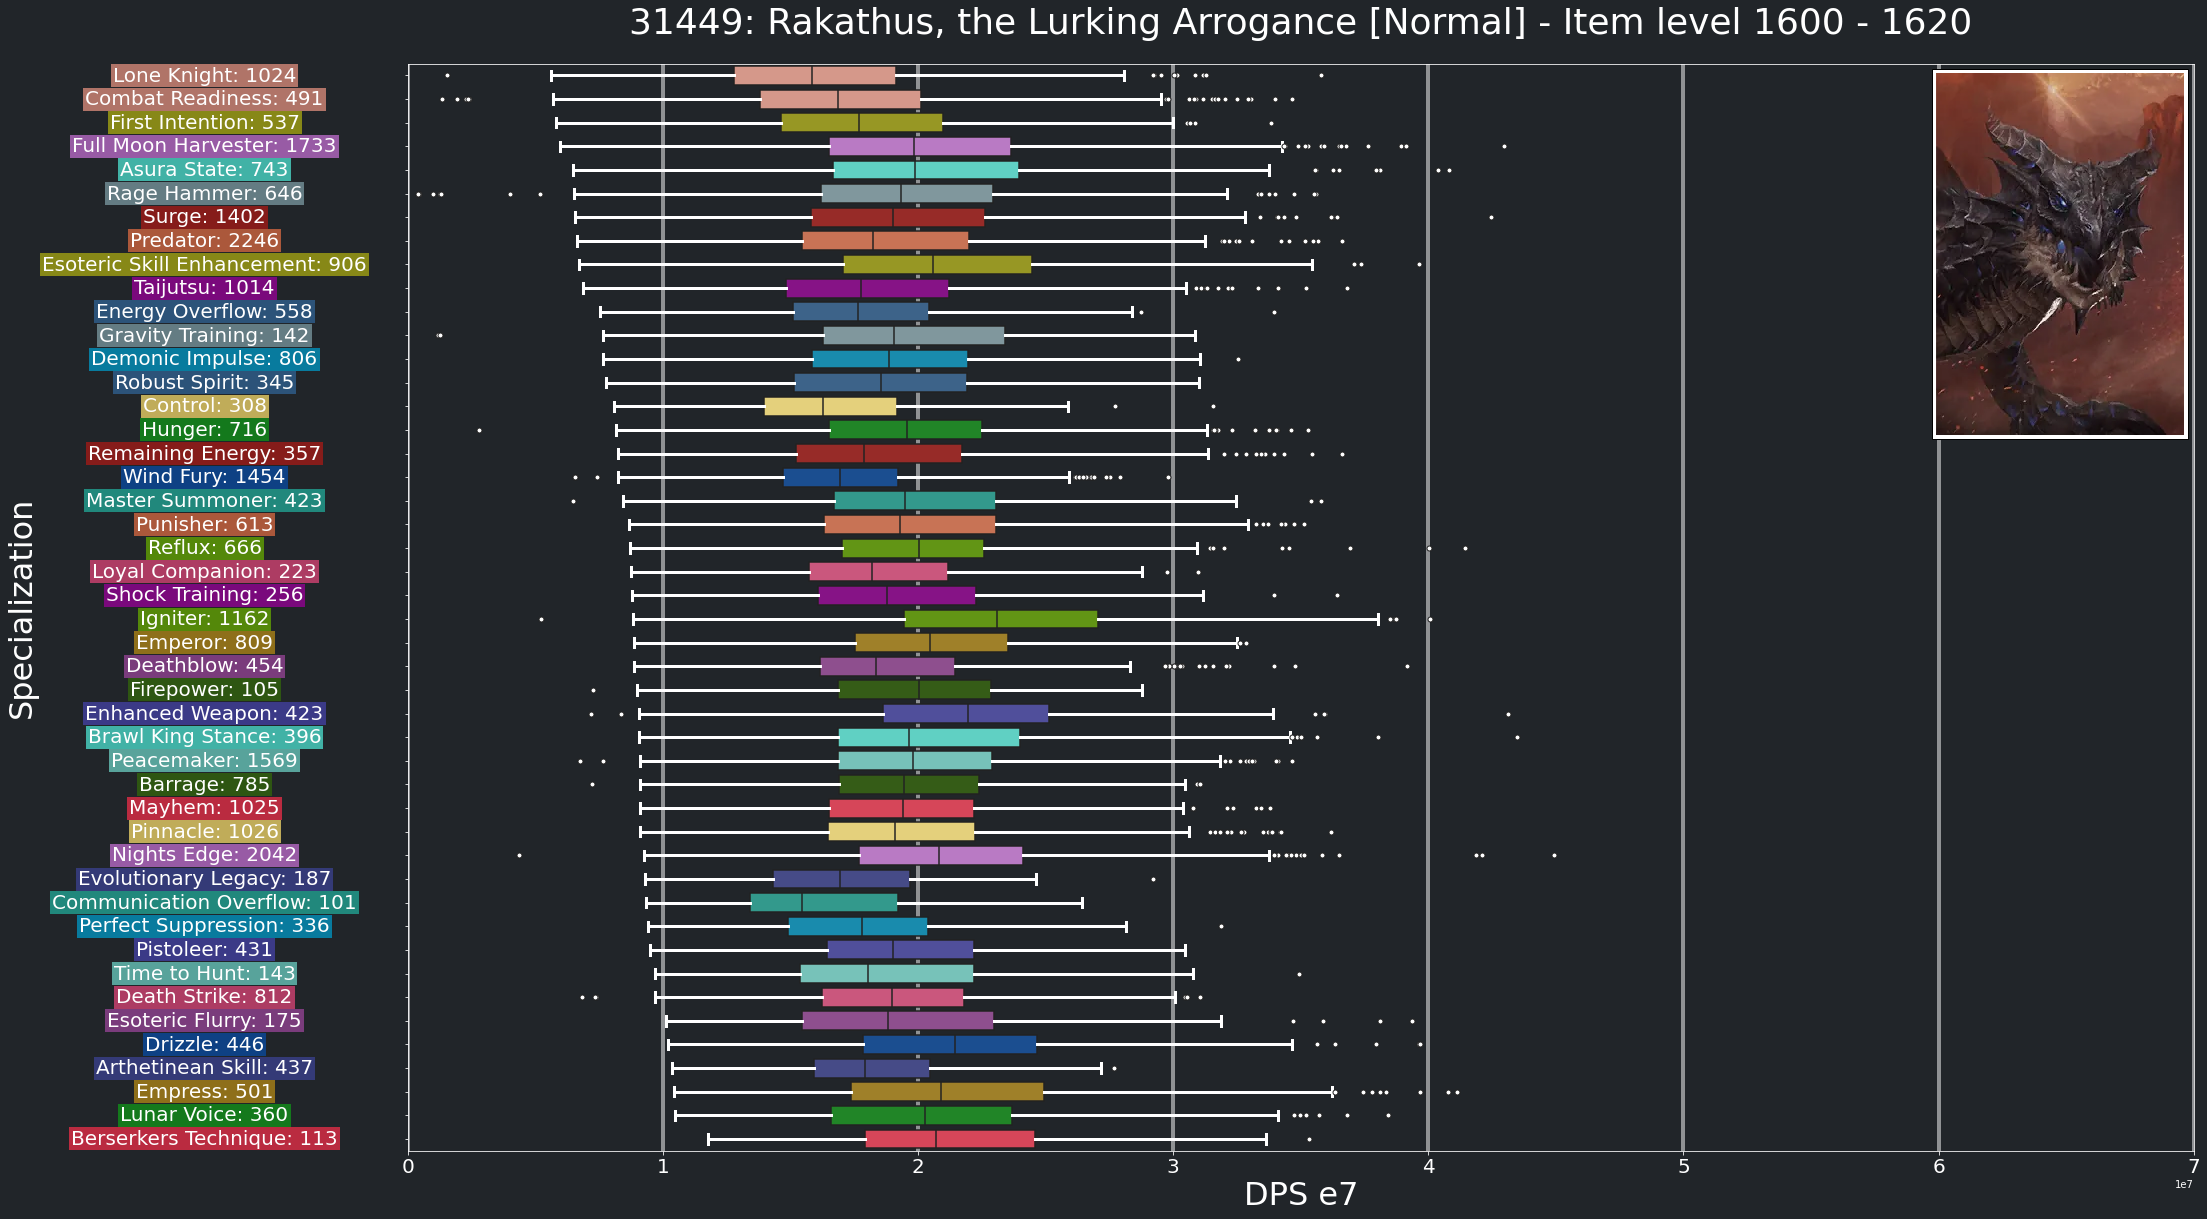 31449: Rakathus, the Lurking Arrogance [Normal] - Item level 1600 - 1620
Specialization
Lone Knight: 1024
Combat Readiness: 491
First Intention: 537
Full Moon Harvester: 1733
Asura State: 743
Rage Hammer: 646
Surge: 1402
Predator: 2246
Esoteric Skill Enhancement: 906
Taijutsu: 1014
Energy Overflow: 558
Gravity Training: 142
Demonic Impulse: 806
Robust Spirit: 345
Control: 308
Hunger: 716
Remaining Energy: 357
Wind Fury: 1454
Master Summoner: 423
Punisher: 613
Reflux: 666
Loyal Companion: 223
Shock Training: 256
Igniter: 1162
Emperor: 809
Deathblow: 454
Firepower: 105
Enhanced Weapon: 423
Brawl King Stance: 396
Peacemaker: 1569
Barrage: 785
Mayhem: 1025
Pinnacle: 1026
Nights Edge: 2042
Evolutionary Legacy: 187
Communication Overflow: 101
Perfect Suppression: 336
Pistoleer: 431
Time to Hunt: 143
Death Strike: 812
Esoteric Flurry: 175
Drizzle: 446
Arthetinean Skill: 437
Empress: 501
Lunar Voice: 360
Berserkers Technique: 113
0 1 2 3 4 5 6 7
DPS e7
1e7